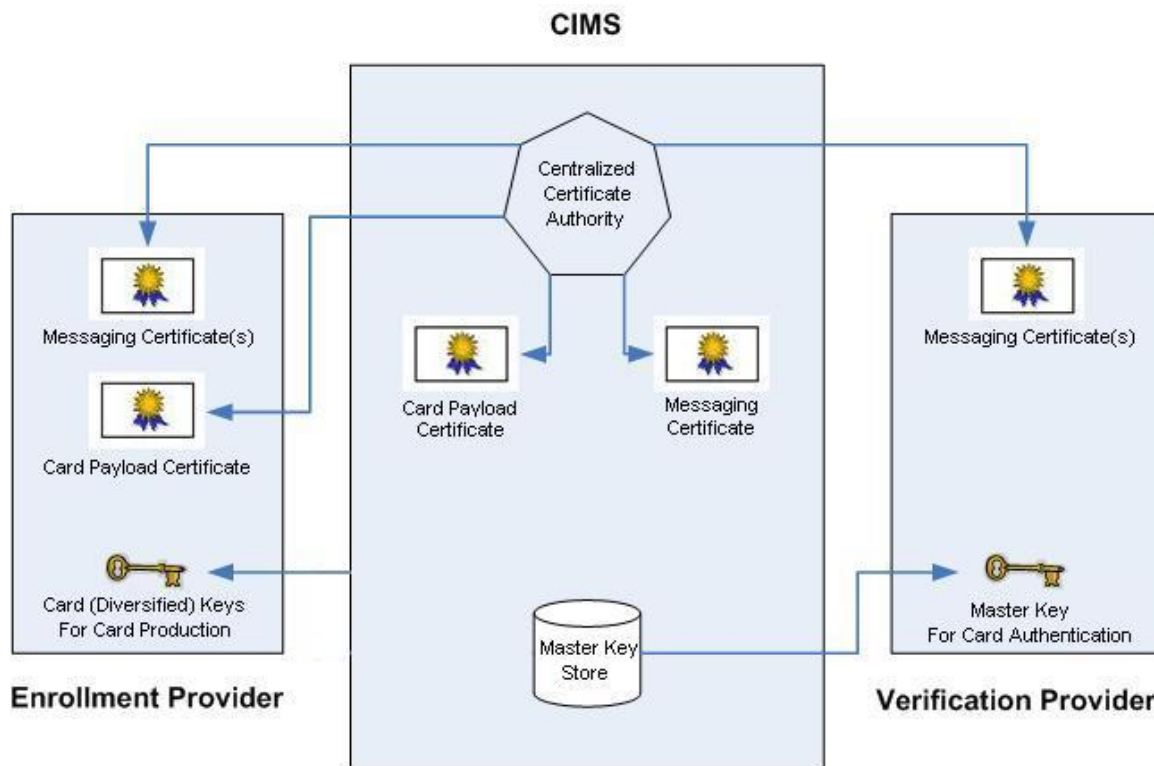 CIMS
Centralized
Certificate
Authority
Messaging Certificate(s)
Card Payload Certificate
Card (Diversified) Keys
For Card Production
Enrollment Provider
Card Payload
Certificate
Messaging
Certificate
Master Key
Store
Messaging Certificate(s)
Master Key
For Card Authentication
Verification Provider